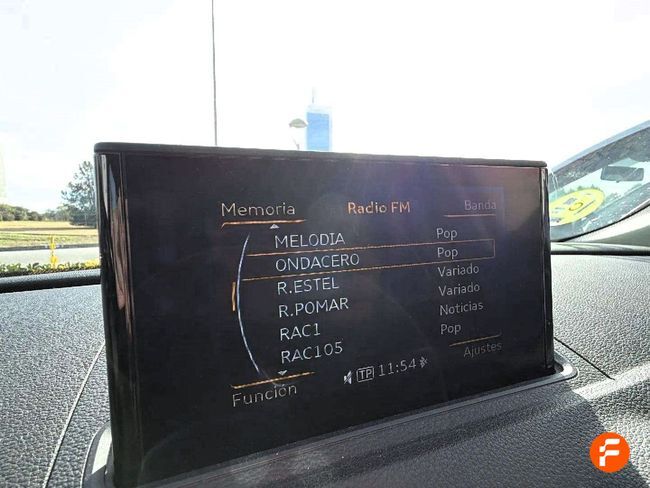 Memoria Radio FM Banda
MELODIA Pop
ONDACERO Pop
R.ESTEL Variado
R.POMAR Variado
RAC1 Noticias
RAC105 Pop
Función TP 11:54 Ajustes